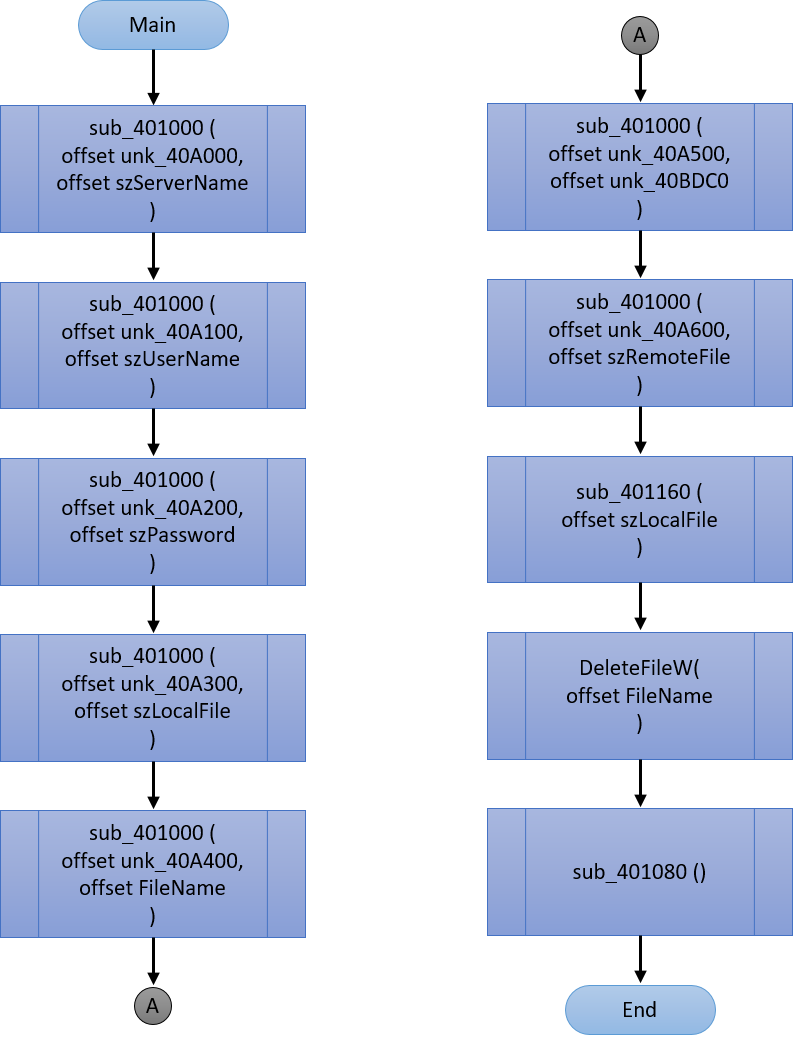 Main
sub_401000 (
offset unk_40A000,
offset szServerName
)
sub_401000 (
offset unk_40A100,
offset szUserName
)
sub_401000 (
offset unk_40A200,
offset szPassword
)
sub_401000 (
offset unk_40A300,
offset szLocalFile
)
sub_401000 (
offset unk_40A400,
offset FileName
)
A
A
sub_401000 (
offset unk_40A500,
offset unk_40BDC0
)
sub_401000 (
offset unk_40A600,
offset szRemoteFile
)
sub_401160 (
offset szLocalFile
)
DeleteFileW(
offset FileName
)
sub_401080 ()
End